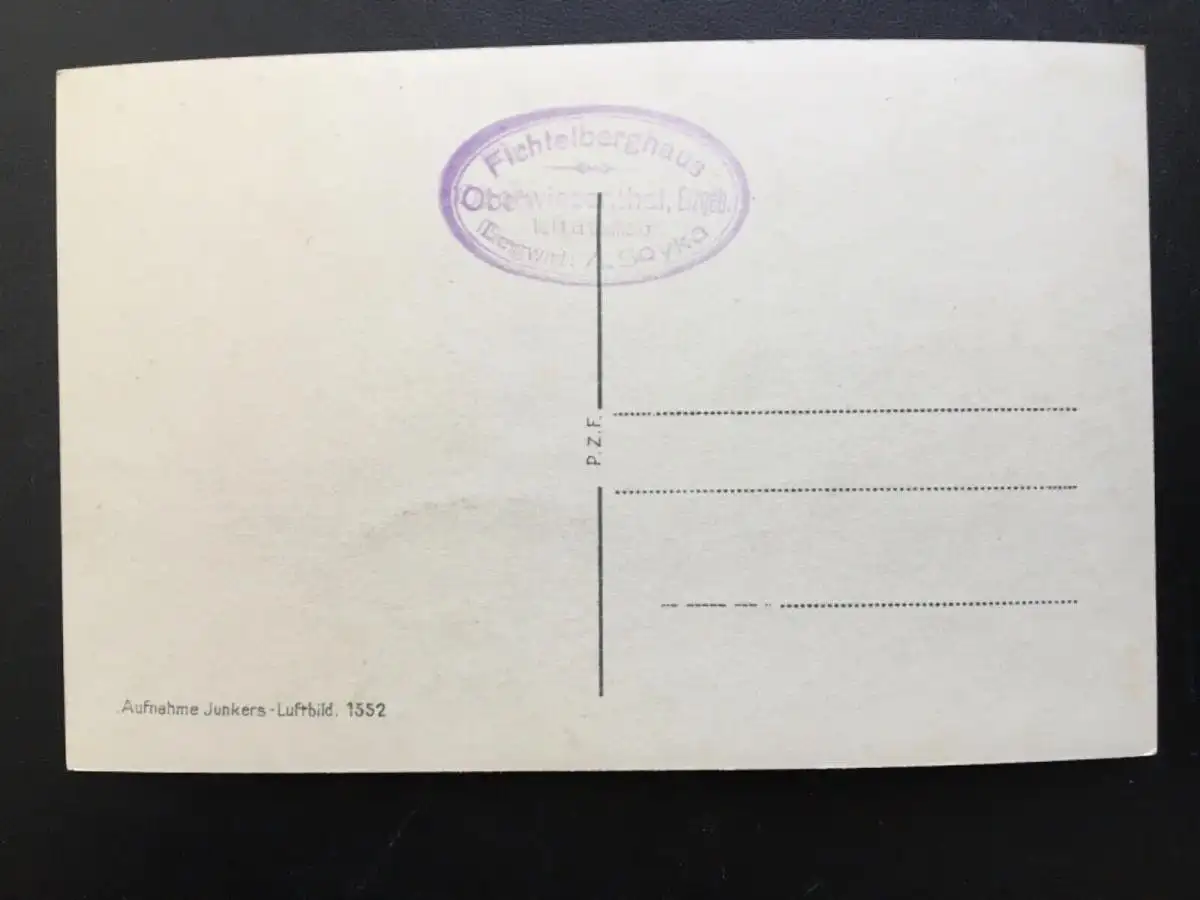 Fichtelberghaus
Oberwiesenthal, Erzgeb.
Bergwirt: Soyka
P.Z.F.
Aufnahme Junkers-Luftbild. 1552